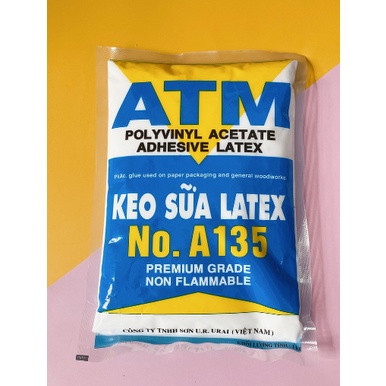 ATM
POLYVINYL ACETATE
ADHESIVE LATEX
PVAc. glue used on paper packaging and general woodworks.
KEO SỮA LATEX
No. A135
PREMIUM GRADE
NON FLAMMABLE
CÔNG TY TNHH SƠN U.R. URAI (VIỆT NAM)